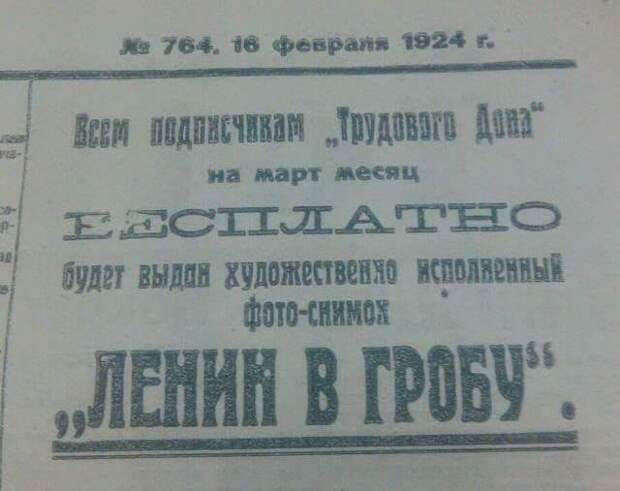 № 764. 16 февраля 1924 г.
Всем подписчикам „Трудового Дона“
на март месяц
БЕСПЛАТНО
будет выдан художественно исполненный
фото-снимок
„ЛЕНИН В ГРОБУ“.